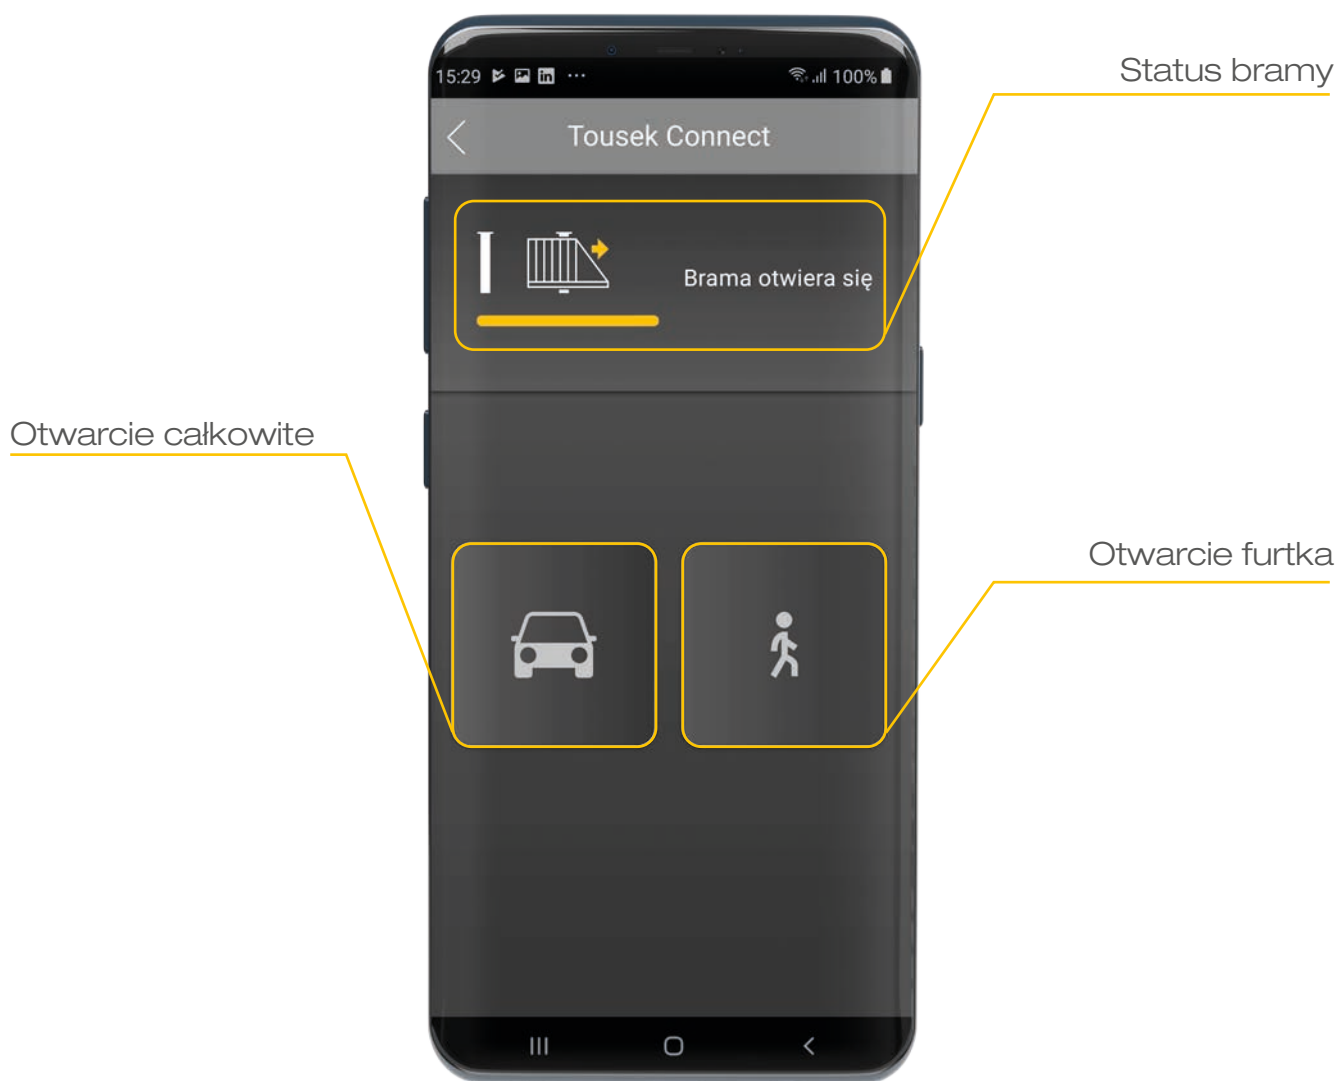 Status bramy
15:29
100%
Tousek Connect
Brama otwiera się
Otwarcie całkowite
Otwarcie furtka